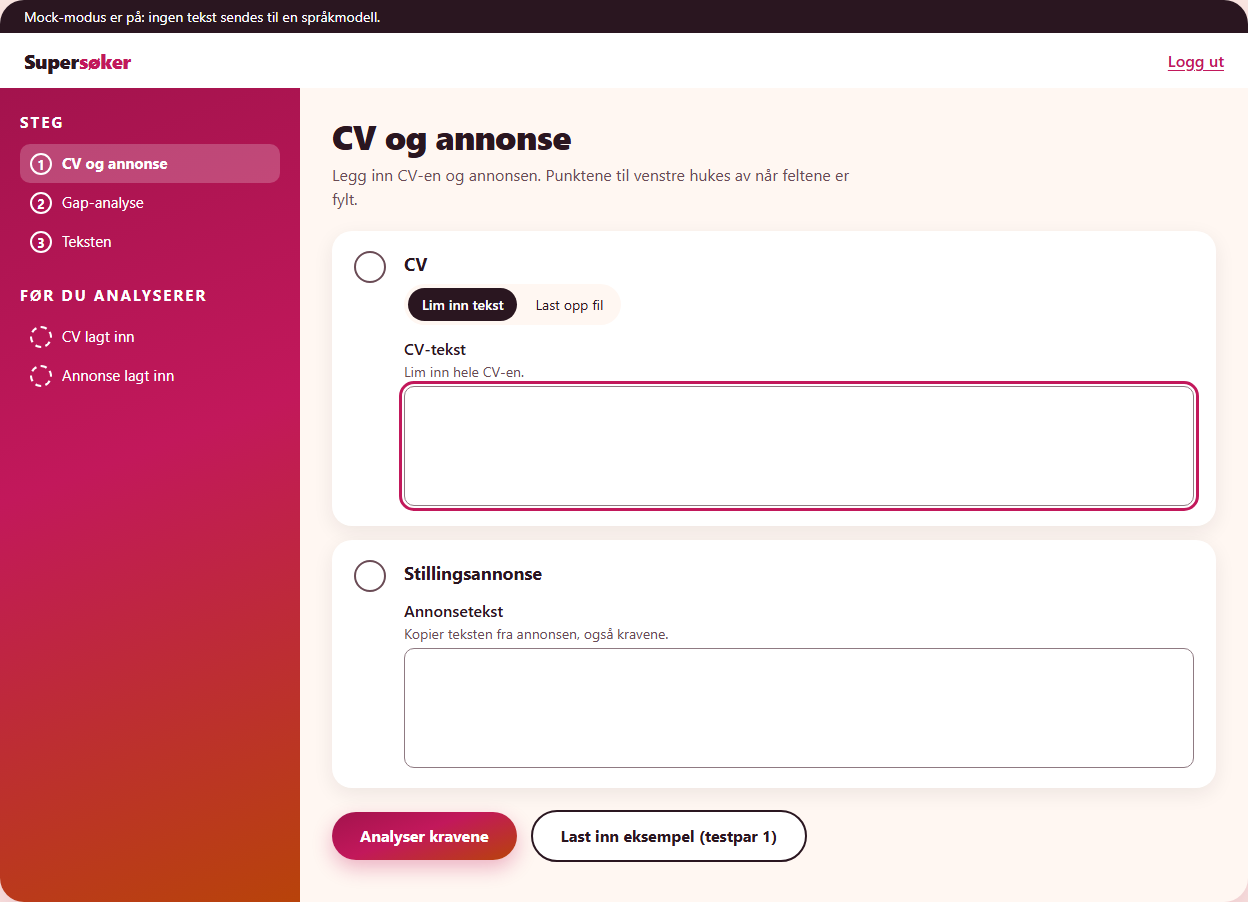 Mock-modus er på: ingen tekst sendes til en språkmodell.
Supersøker
Logg ut
STEG
1 CV og annonse
2 Gap-analyse
3 Teksten
FØR DU ANALYSERER
CV lagt inn
Annonse lagt inn
CV og annonse
Legg inn CV-en og annonsen. Punktene til venstre hukes av når feltene er
fylt.
CV
Lim inn tekst Last opp fil
CV-tekst
Lim inn hele CV-en.
Stillingsannonse
Annonsetekst
Kopier teksten fra annonsen, også kravene.
Analyser kravene Last inn eksempel (testpar 1)